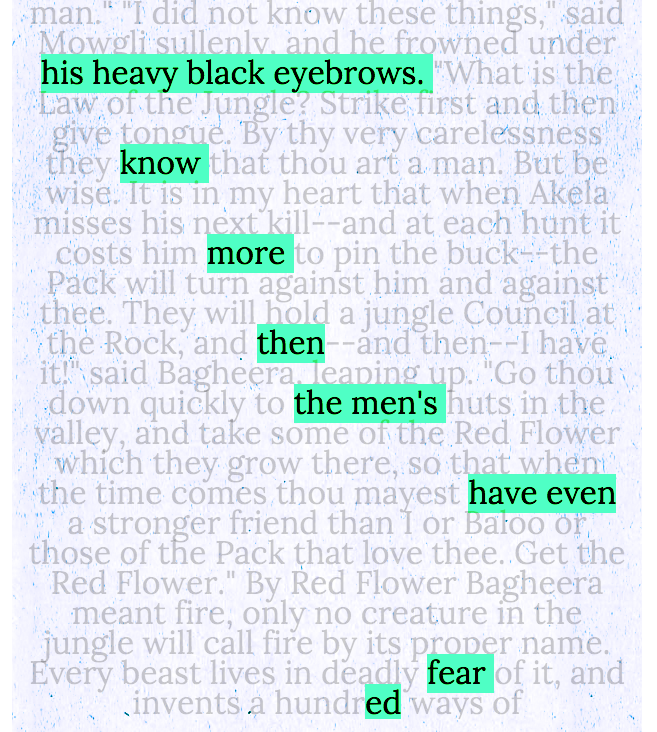 man." "I did not know these things," said
Mowgli sullenly, and he frowned under
his heavy black eyebrows. "What is the
Law of the Jungle? Strike first and then
give tongue. By thy very carelessness
they know that thou art a man. But be
wise. It is in my heart that when Akela
misses his next kill--and at each hunt it
costs him more to pin the buck--the
Pack will turn against him and against
thee. They will hold a jungle Council at
the Rock, and then--and then--I have
it!" said Bagheera, leaping up. "Go thou
down quickly to the men's huts in the
valley, and take some of the Red Flower
which they grow there, so that when
the time comes thou mayest have even
a stronger friend than I or Baloo or
those of the Pack that love thee. Get the
Red Flower." By Red Flower Bagheera
meant fire, only no creature in the
jungle will call fire by its proper name.
Every beast lives in deadly fear of it, and
invents a hundred ways of